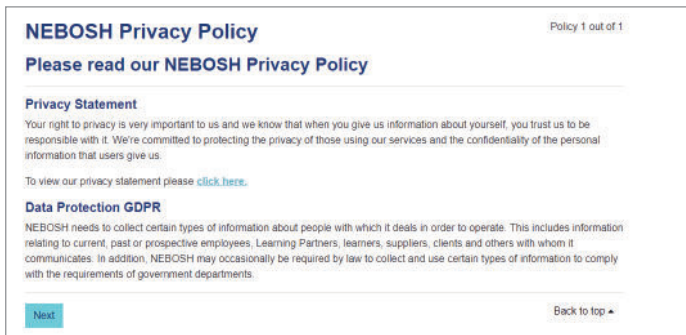 NEBOSH Privacy Policy
Policy 1 out of 1
Please read our NEBOSH Privacy Policy
Privacy Statement
Your right to privacy is very important to us and we know that when you give us information about yourself, you trust us to be
responsible with it. We're committed to protecting the privacy of those using our services and the confidentiality of the personal
information that users give us.
To view our privacy statement please click here.
Data Protection GDPR
NEBOSH needs to collect certain types of information about people with which it deals in order to operate. This includes information
relating to current, past or prospective employees, Learning Partners, learners, suppliers, clients and others with whom it
communicates. In addition, NEBOSH may occasionally be required by law to collect and use certain types of information to comply
with the requirements of government departments.
Next
Back to top ▲